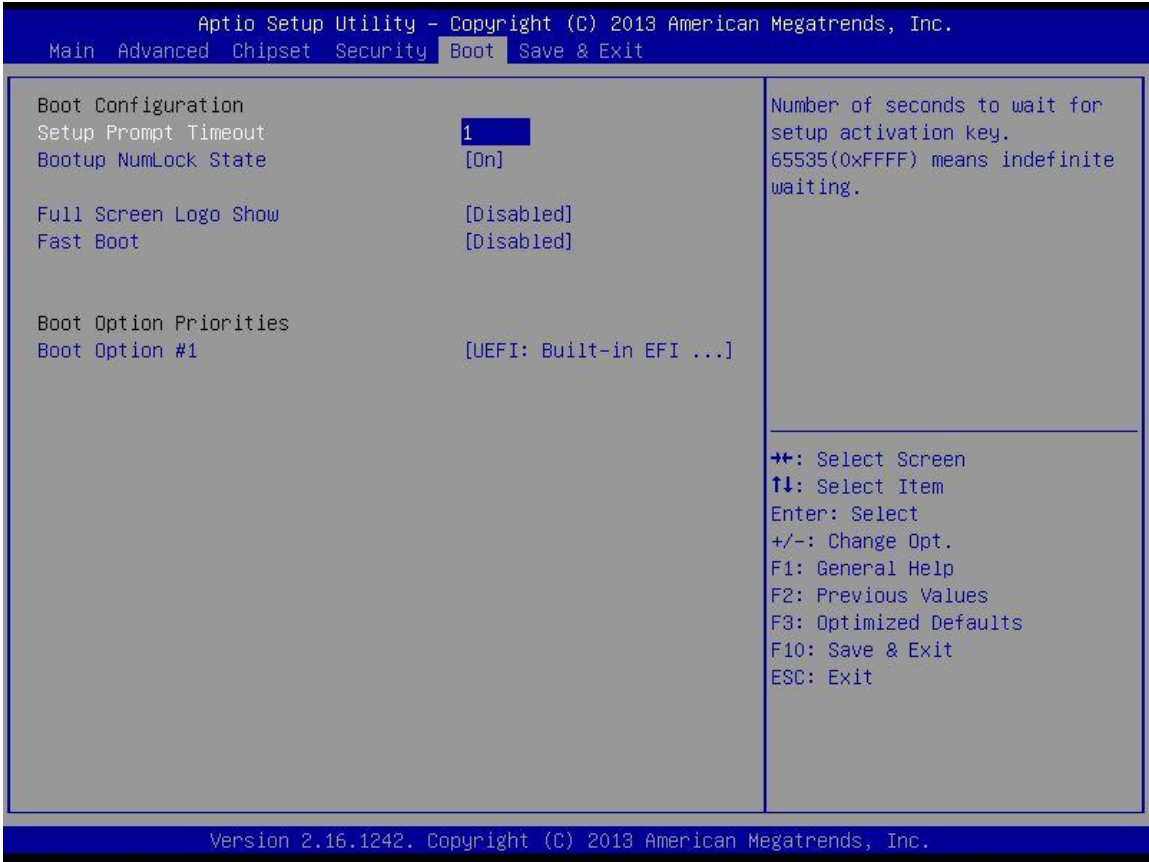 Aptio Setup Utility – Copyright (C) 2013 American Megatrends, Inc.
Main Advanced Chipset Security Boot Save & Exit
Boot Configuration
Setup Prompt Timeout 1
Bootup NumLock State [On]
Full Screen Logo Show [Disabled]
Fast Boot [Disabled]
Boot Option Priorities
Boot Option #1 [UEFI: Built-in EFI ...]
Number of seconds to wait for
setup activation key.
65535(0xFFFF) means indefinite
waiting.
→←: Select Screen
↑↓: Select Item
Enter: Select
+/-: Change Opt.
F1: General Help
F2: Previous Values
F3: Optimized Defaults
F10: Save & Exit
ESC: Exit
Version 2.16.1242. Copyright (C) 2013 American Megatrends, Inc.